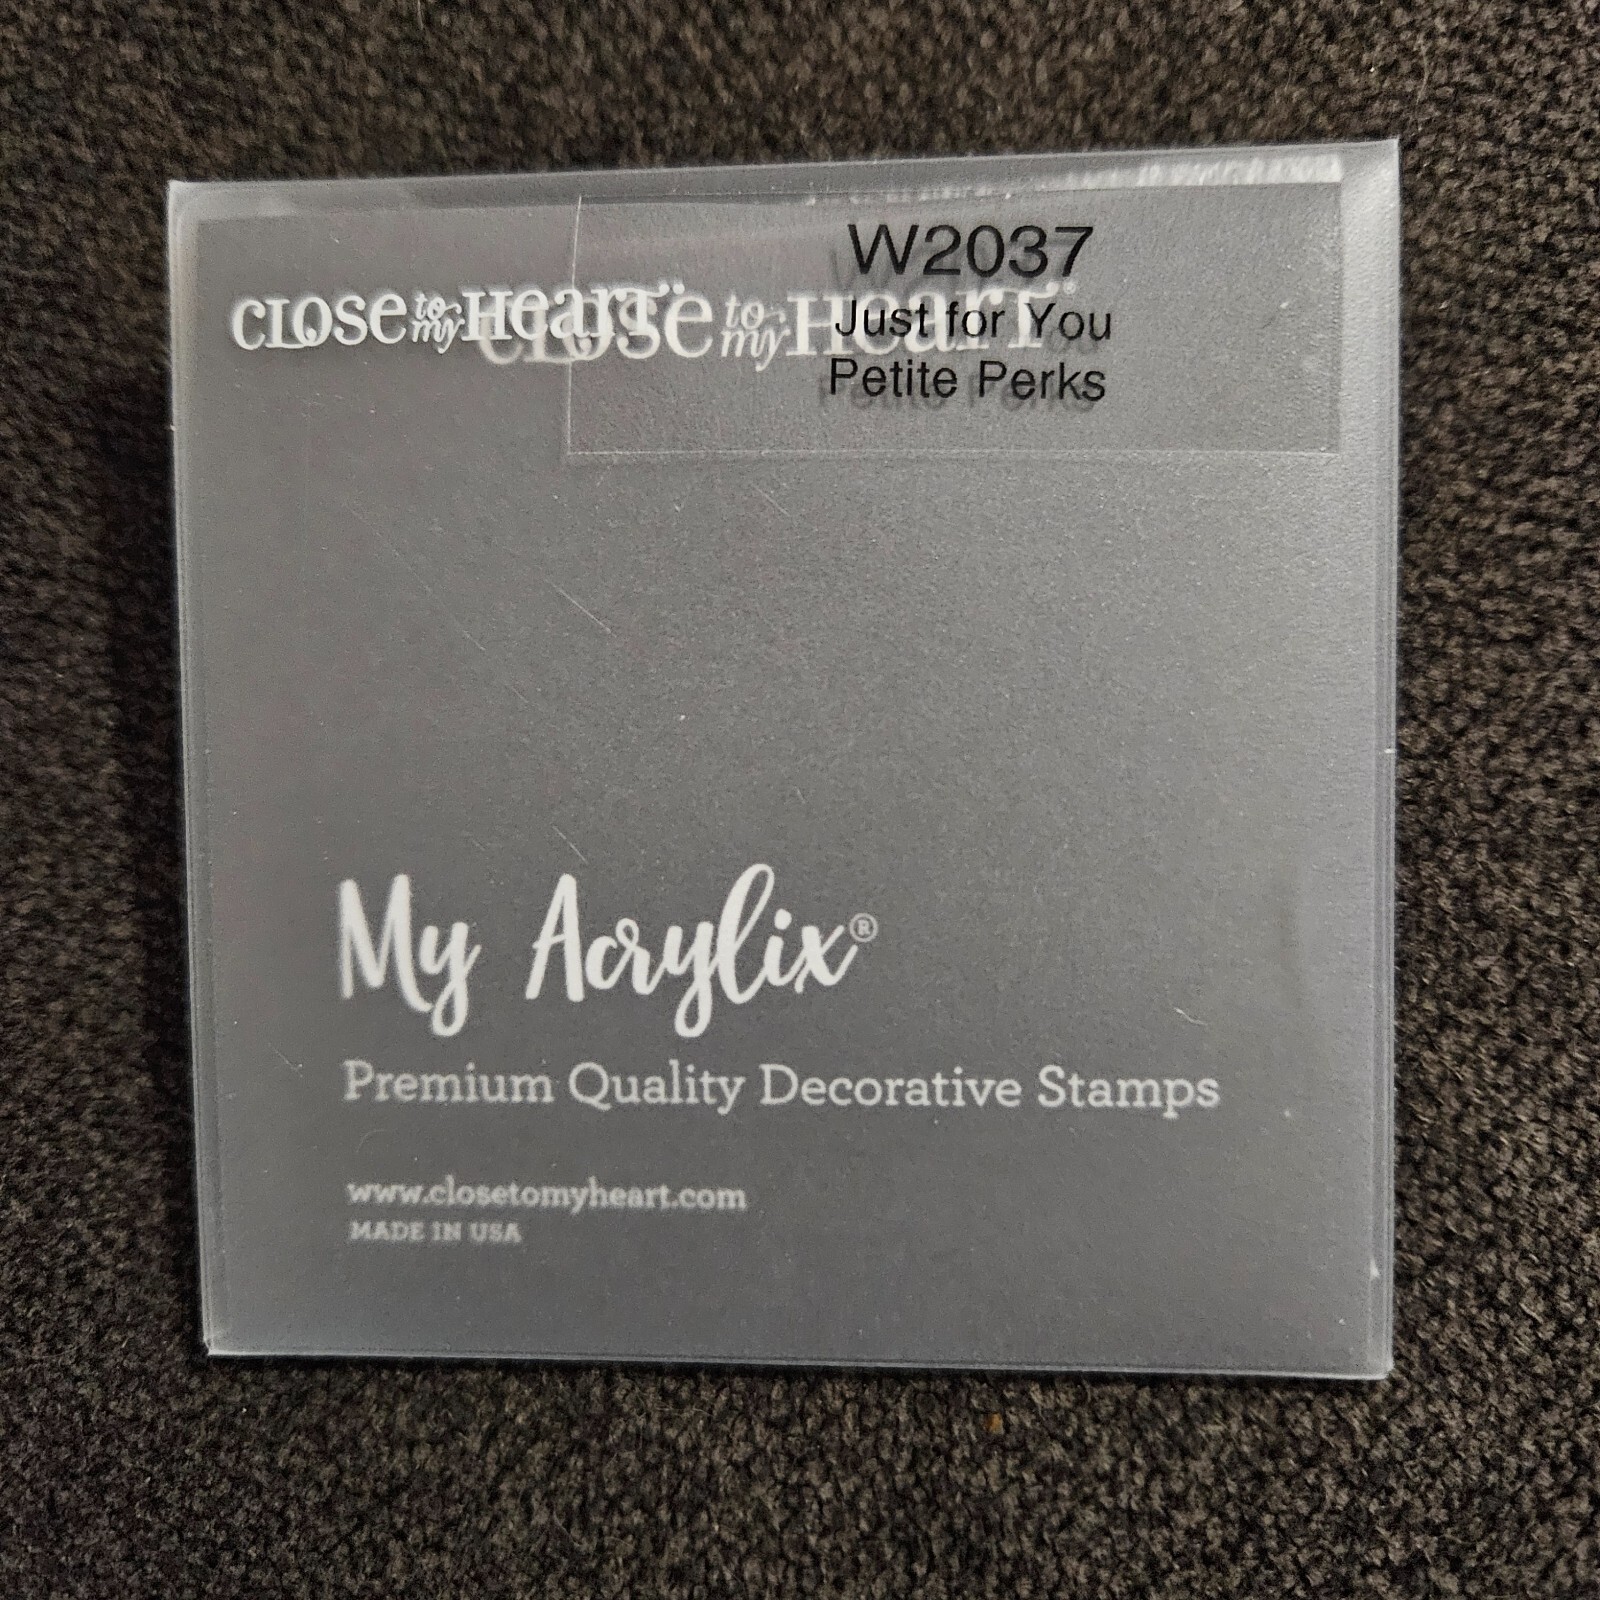 W2037
CLOSE to my HEART™
CLOSE to my HEART®
Just for You
Petite Perks
My Acrylix®
Premium Quality Decorative Stamps
www.closetomyheart.com
MADE IN USA